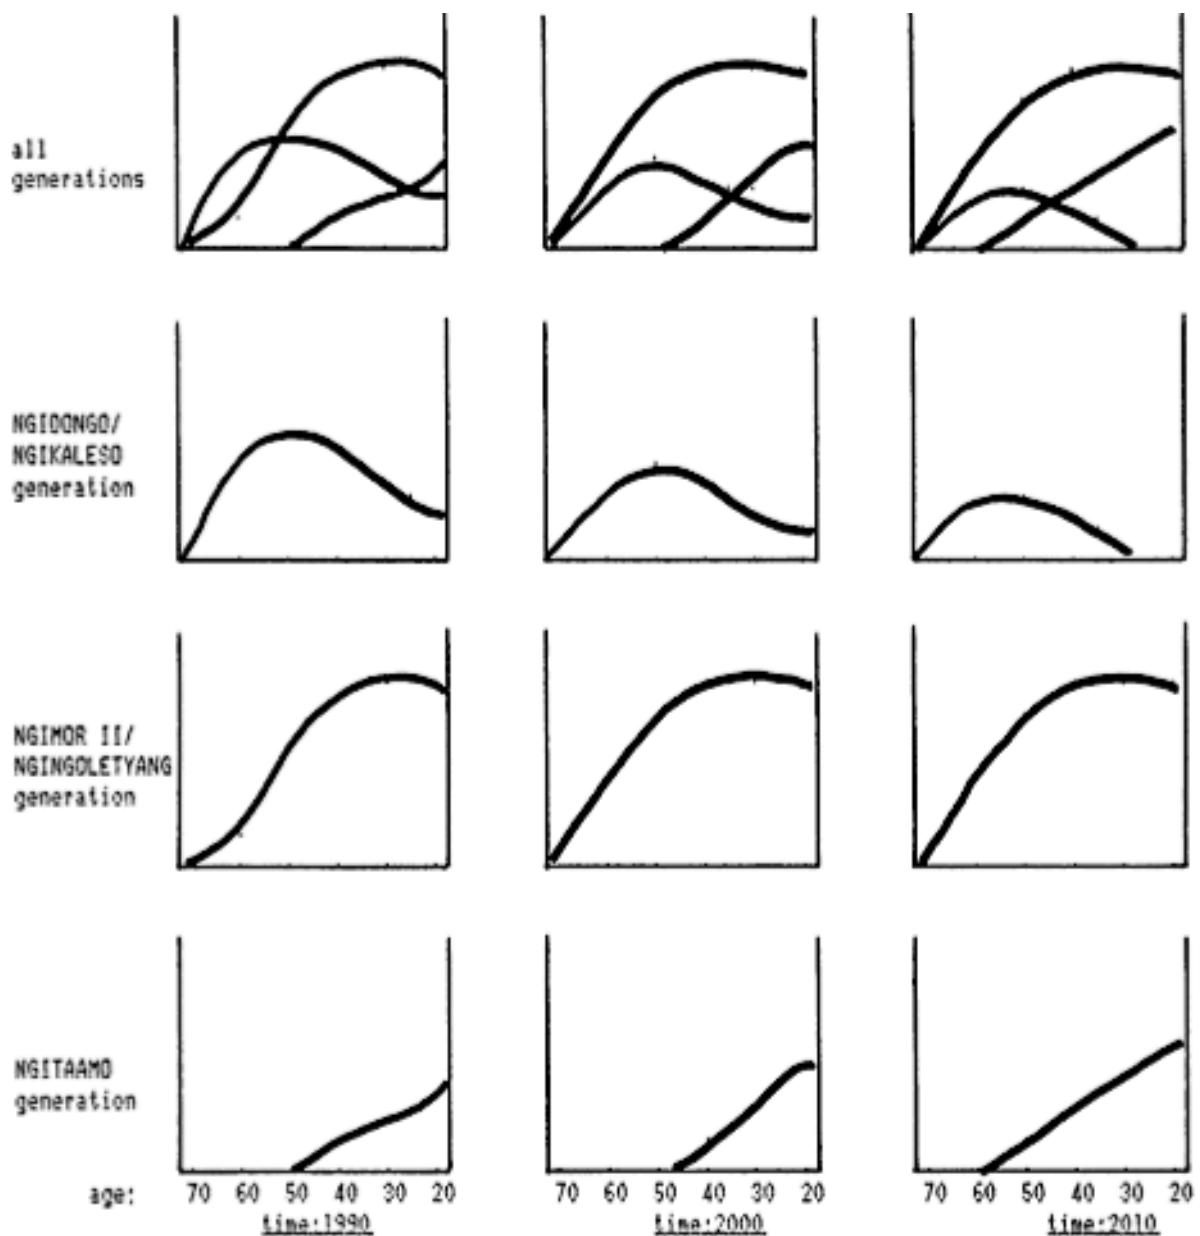 all
generations
NGIDONGO/
NGIKALESO
generation
NGIMOR II/
NGINGOLETYANG
generation
NGITAAMO
generation
age: 70 60 50 40 30 20 70 60 50 40 30 20 70 60 50 40 30 20
time:1990 time:2000 time:2010